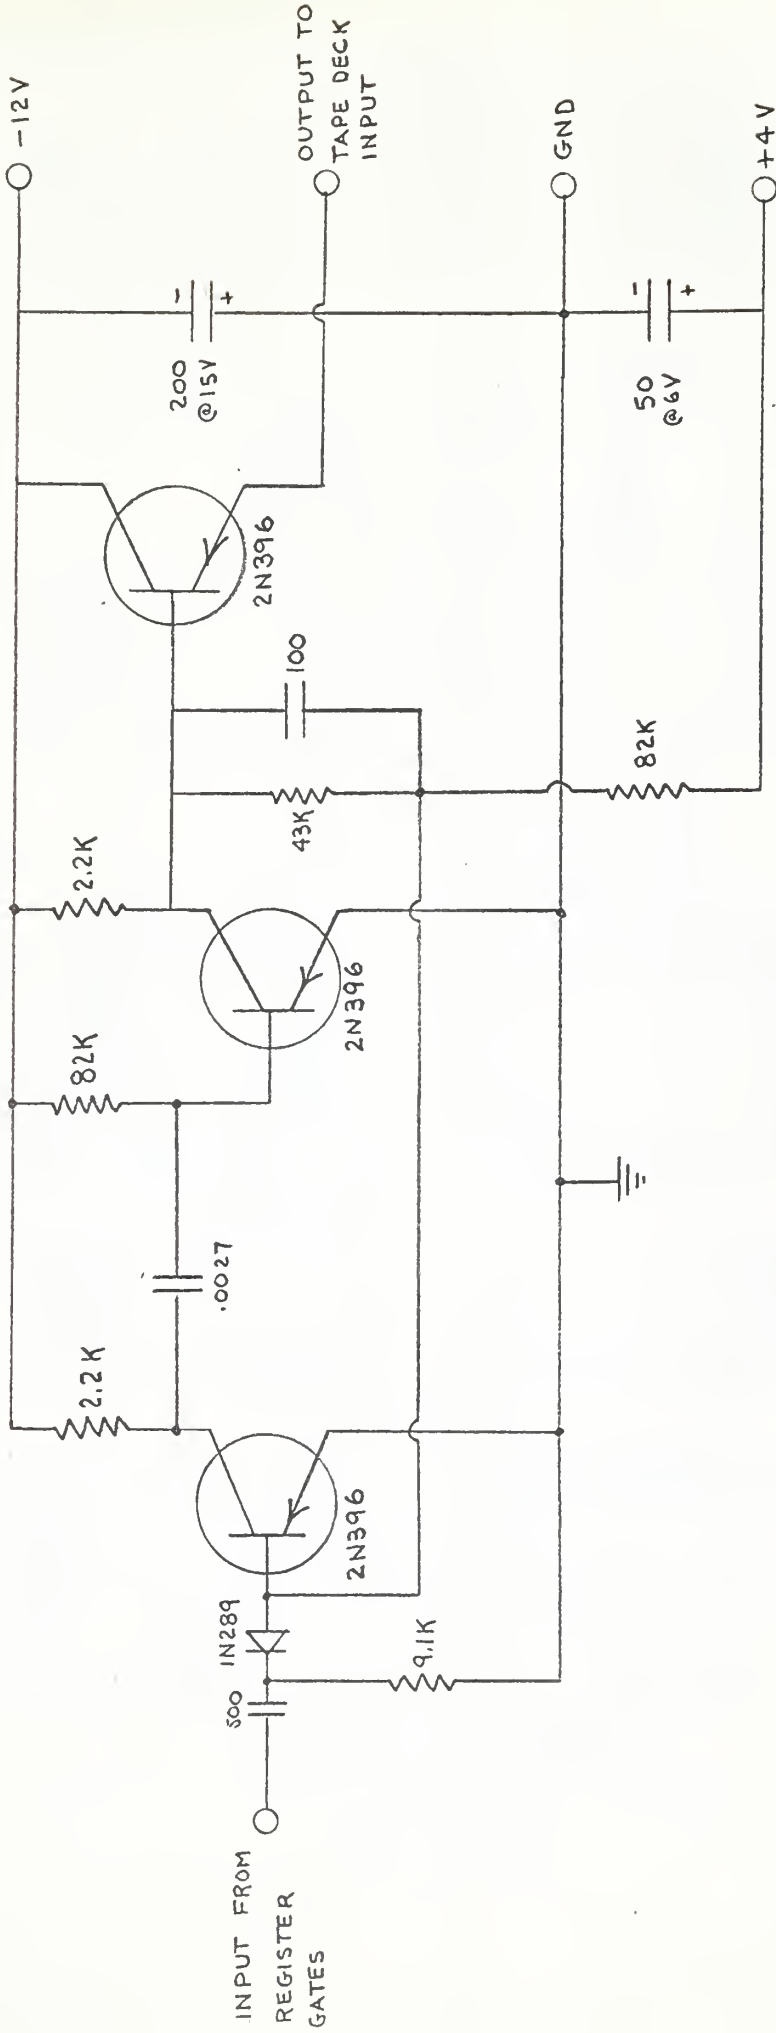 INPUT FROM
REGISTER
GATES
500
1N289
9.1K
2N396
2.2K
.0027
82K
2N396
2.2K
43K
100
2N396
82K
200
@15V
-
+
50
@6V
-
+
-12V
OUTPUT TO
TAPE DECK
INPUT
GND
+4V